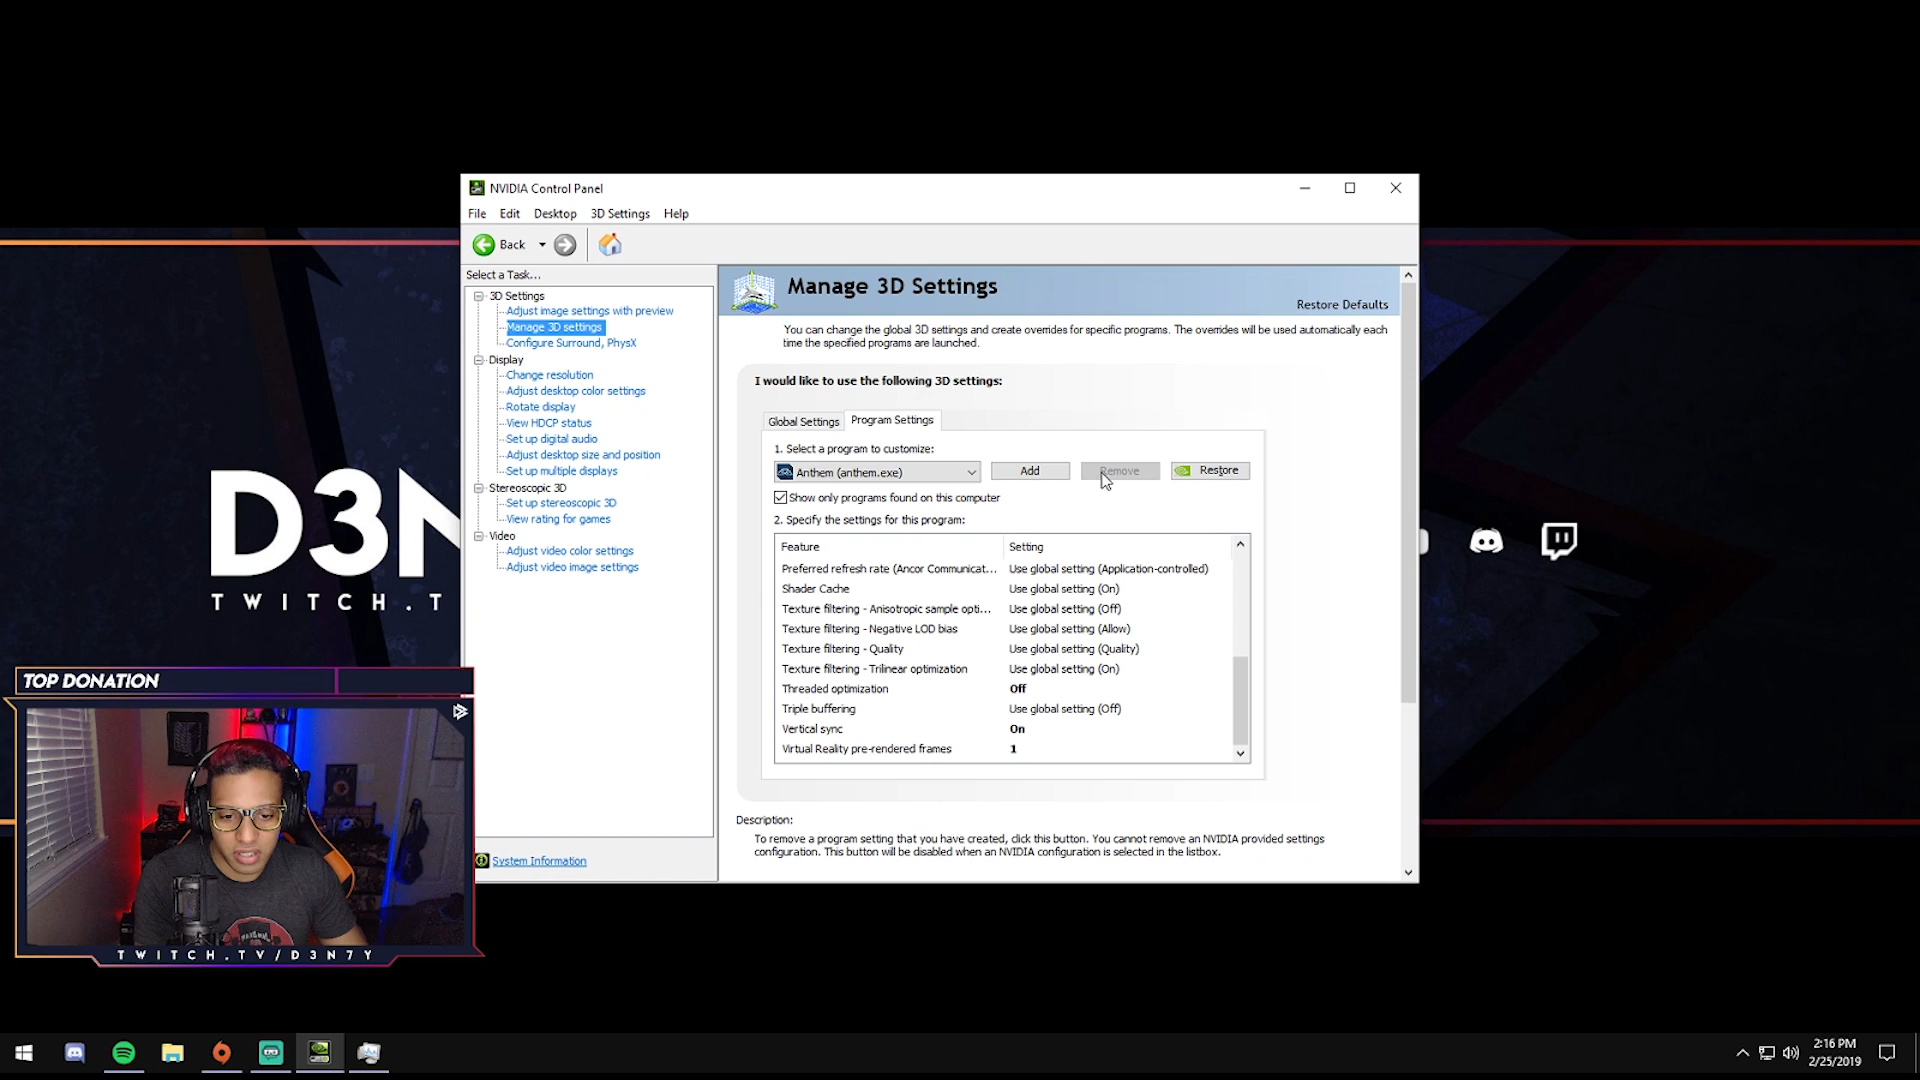 NVIDIA Control Panel
File Edit Desktop 3D Settings Help
Back
Select a Task...
3D Settings
Adjust image settings with preview
Manage 3D settings
Configure Surround, PhysX
Display
Change resolution
Adjust desktop color settings
Rotate display
View HDCP status
Set up digital audio
Adjust desktop size and position
Set up multiple displays
Stereoscopic 3D
Set up stereoscopic 3D
View rating for games
Video
Adjust video color settings
Adjust video image settings
System Information
Manage 3D Settings
Restore Defaults
You can change the global 3D settings and create overrides for specific programs. The overrides will be used automatically each
time the specified programs are launched.
I would like to use the following 3D settings:
Global Settings Program Settings
1. Select a program to customize:
Anthem (anthem.exe) Add Remove Restore
Show only programs found on this computer
2. Specify the settings for this program:
Feature Setting
Preferred refresh rate (Ancor Communicat... Use global setting (Application-controlled)
Shader Cache Use global setting (On)
Texture filtering - Anisotropic sample opti... Use global setting (Off)
Texture filtering - Negative LOD bias Use global setting (Allow)
Texture filtering - Quality Use global setting (Quality)
Texture filtering - Trilinear optimization Use global setting (On)
Threaded optimization Off
Triple buffering Use global setting (Off)
Vertical sync On
Virtual Reality pre-rendered frames 1
Description:
To remove a program setting that you have created, click this button. You cannot remove an NVIDIA provided settings
configuration. This button will be disabled when an NVIDIA configuration is selected in the listbox.
D3N
TWITCH.T
TOP DONATION
TWITCH.TV/D3N7Y
2:16 PM
2/25/2019